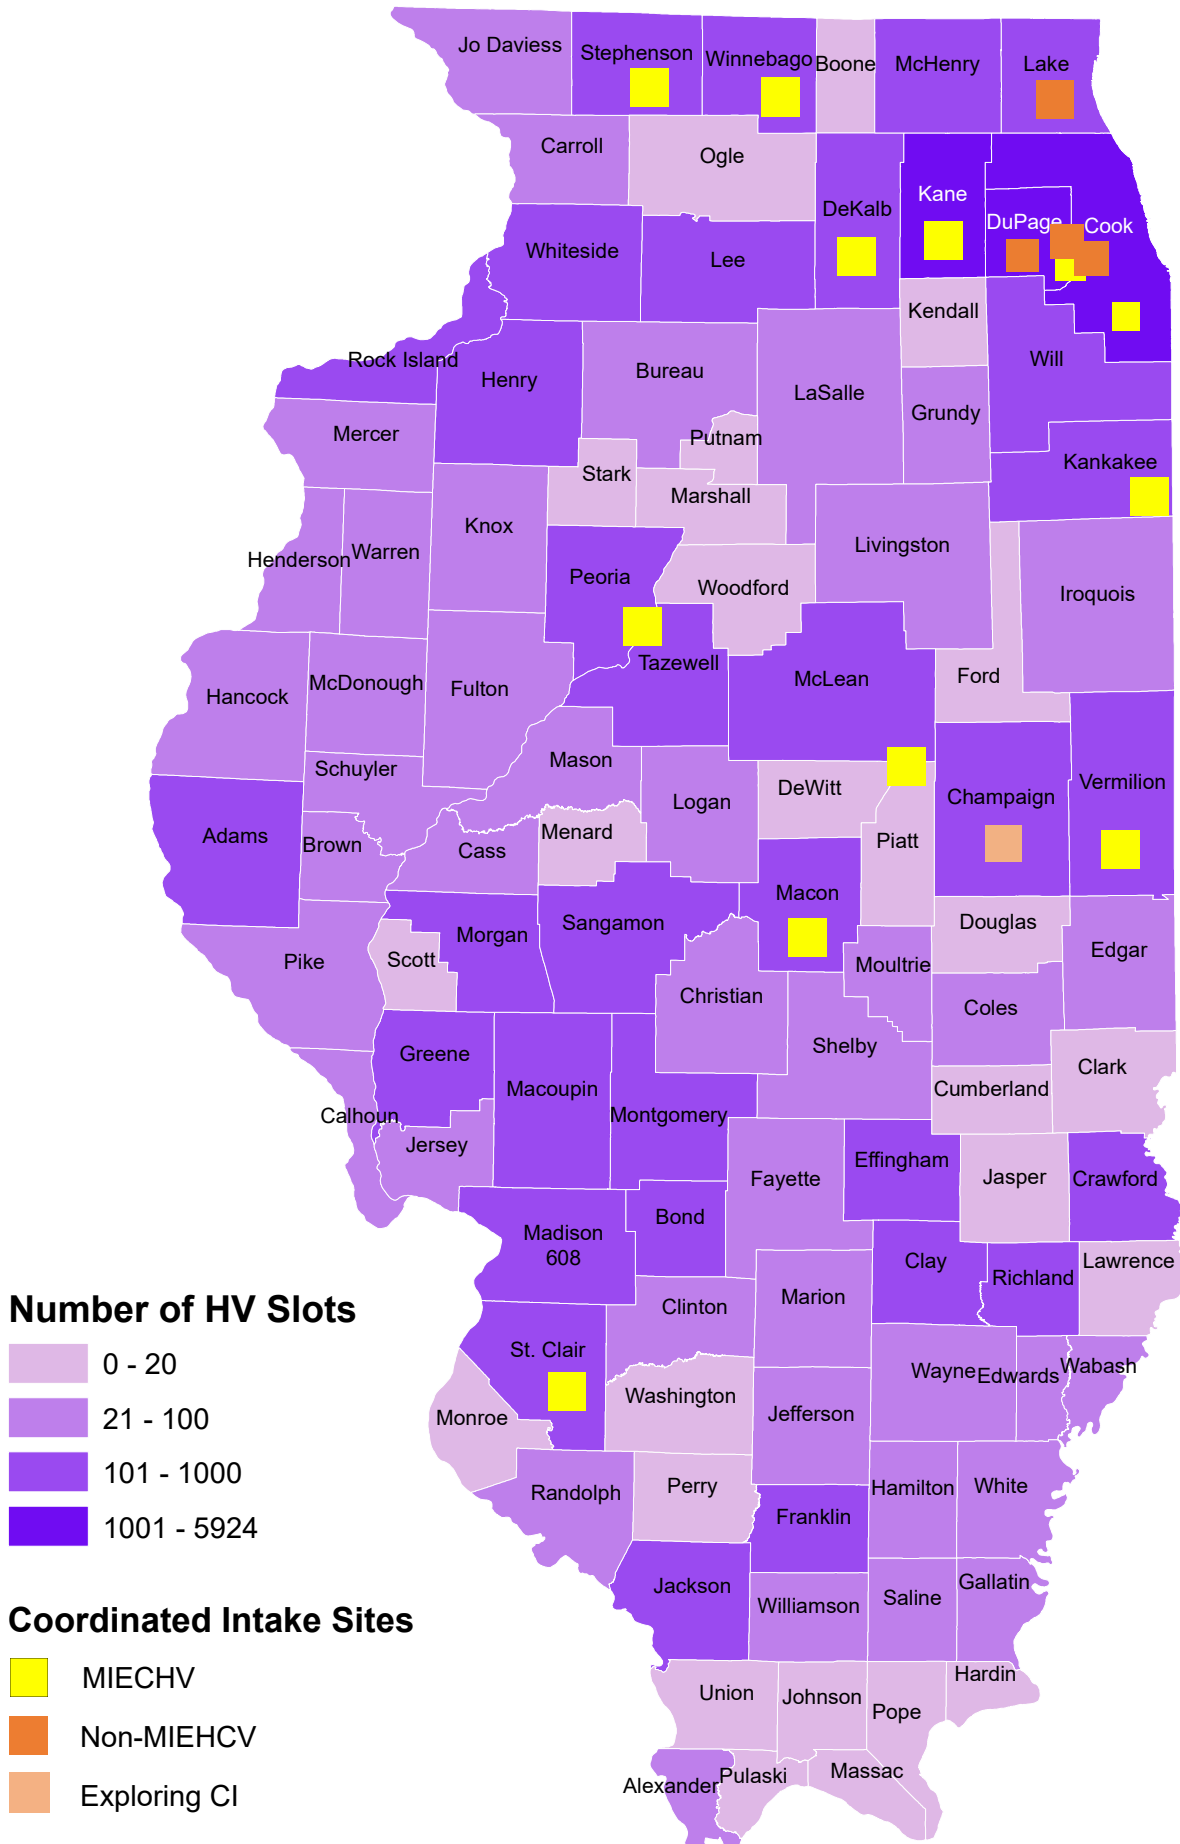 Jo Daviess
Stephenson
Winnebago
Boone
McHenry
Lake
Carroll
Ogle
DeKalb
Kane
DuPage
Cook
Whiteside
Lee
Kendall
Rock Island
Henry
Bureau
LaSalle
Will
Grundy
Mercer
Putnam
Kankakee
Stark
Marshall
Knox
Henderson
Warren
Peoria
Livingston
Woodford
Iroquois
Tazewell
McLean
Ford
Hancock
McDonough
Fulton
Schuyler
Mason
Logan
DeWitt
Champaign
Vermilion
Adams
Brown
Cass
Menard
Piatt
Macon
Pike
Scott
Morgan
Sangamon
Douglas
Edgar
Moultrie
Christian
Coles
Greene
Shelby
Clark
Macoupin
Cumberland
Calhoun
Montgomery
Jersey
Effingham
Fayette
Jasper
Crawford
Bond
Madison
608
Clay
Richland
Lawrence
Clinton
Marion
St. Clair
Wayne
Edwards
Wabash
Washington
Monroe
Jefferson
Randolph
Perry
Hamilton
White
Franklin
Jackson
Williamson
Saline
Gallatin
Union
Johnson
Pope
Hardin
Alexander
Pulaski
Massac
Number of HV Slots
0 - 20
21 - 100
101 - 1000
1001 - 5924
Coordinated Intake Sites
MIECHV
Non-MIEHCV
Exploring CI